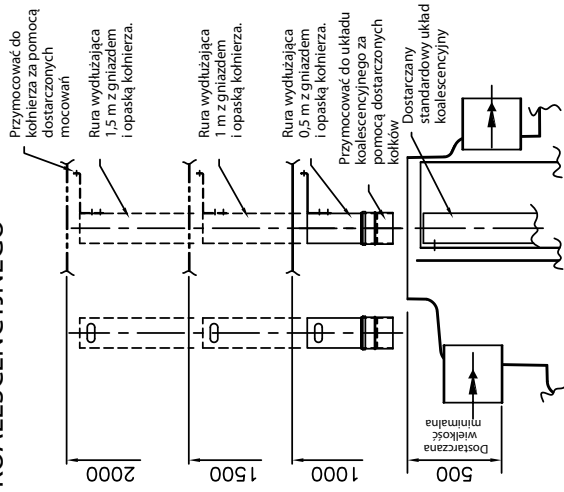 Przymocować do
kołnierza za pomocą
dostarczonych
mocowań
Rura wydłużająca
1,5 m z gniazdem
i opaską kołnierza.
Rura wydłużająca
1 m z gniazdem
i opaską kołnierza.
Rura wydłużająca
0,5 m z gniazdem
i opaską kołnierza.
Przymocować do układu
koalescencyjnego za
pomocą dostarczonych
kołków
Dostarczany
standardowy układ
koalescencyjny
2000
1500
1000
500
Dostarczana
wielkość
minimalna